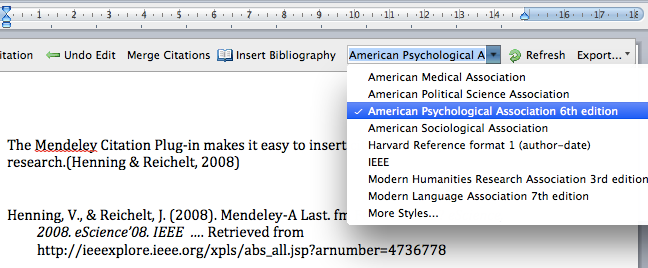 1 2 3 4 5 6 7 8 9 10 11 12 13 14 15 16 17 18
itation Undo Edit Merge Citations Insert Bibliography American Psychological A Refresh Export...
American Medical Association
American Political Science Association
✓ American Psychological Association 6th edition
American Sociological Association
Harvard Reference format 1 (author-date)
IEEE
Modern Humanities Research Association 3rd edition
Modern Language Association 7th edition
More Styles...
The Mendeley Citation Plug-in makes it easy to insert
research.(Henning & Reichelt, 2008)
Henning, V., & Reichelt, J. (2008). Mendeley-A Last. fm
2008. eScience’08. IEEE …. Retrieved from
http://ieeexplore.ieee.org/xpls/abs_all.jsp?arnumber=4736778